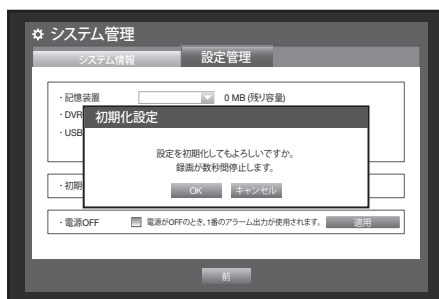 システム管理
システム情報
設定管理
・記憶装置
0 MB (残り容量)
・DVR
・USB
初期化設定
設定を初期化してもよろしいですか。
録画が数秒間停止します。
OK
キャンセル
・初期
・電源OFF
電源がOFFのとき、1番のアラーム出力が使用されます。
適用
前